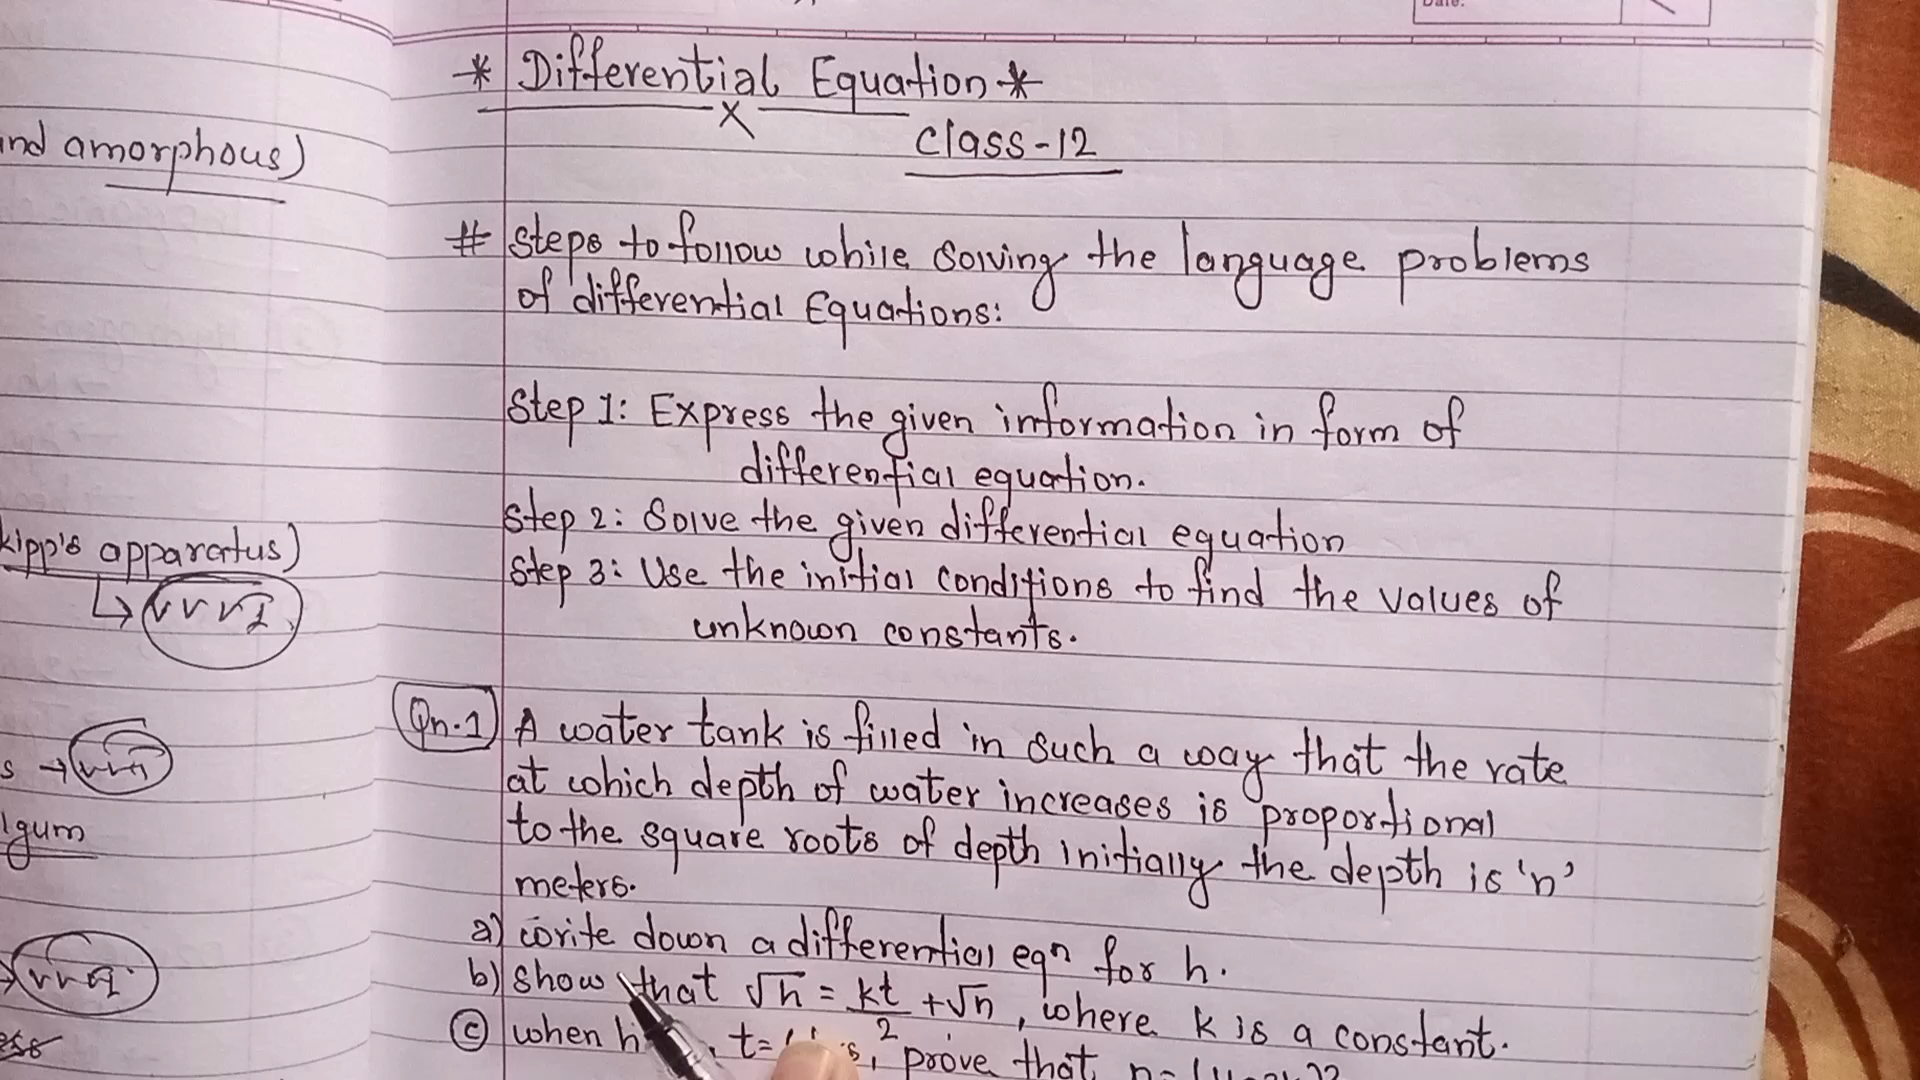 Date:
* Differential Equation *
x
class-12
and amorphous)
# steps to follow while solving the language problems
of differential Equations:
Step 1: Express the given information in form of
differential equation.
Step 2: Solve the given differential equation
Step 3: Use the initial conditions to find the values of
unknown constants.
kipp's apparatus)
Qn.1 A water tank is filled in such a way that the rate
at which depth of water increases is proportional
to the square roots of depth initially the depth is 'n'
meters.
a) write down a differential eqn for h.
b) show that √h = kt/2 + √n, where k is a constant.
c) when h t= prove that n=